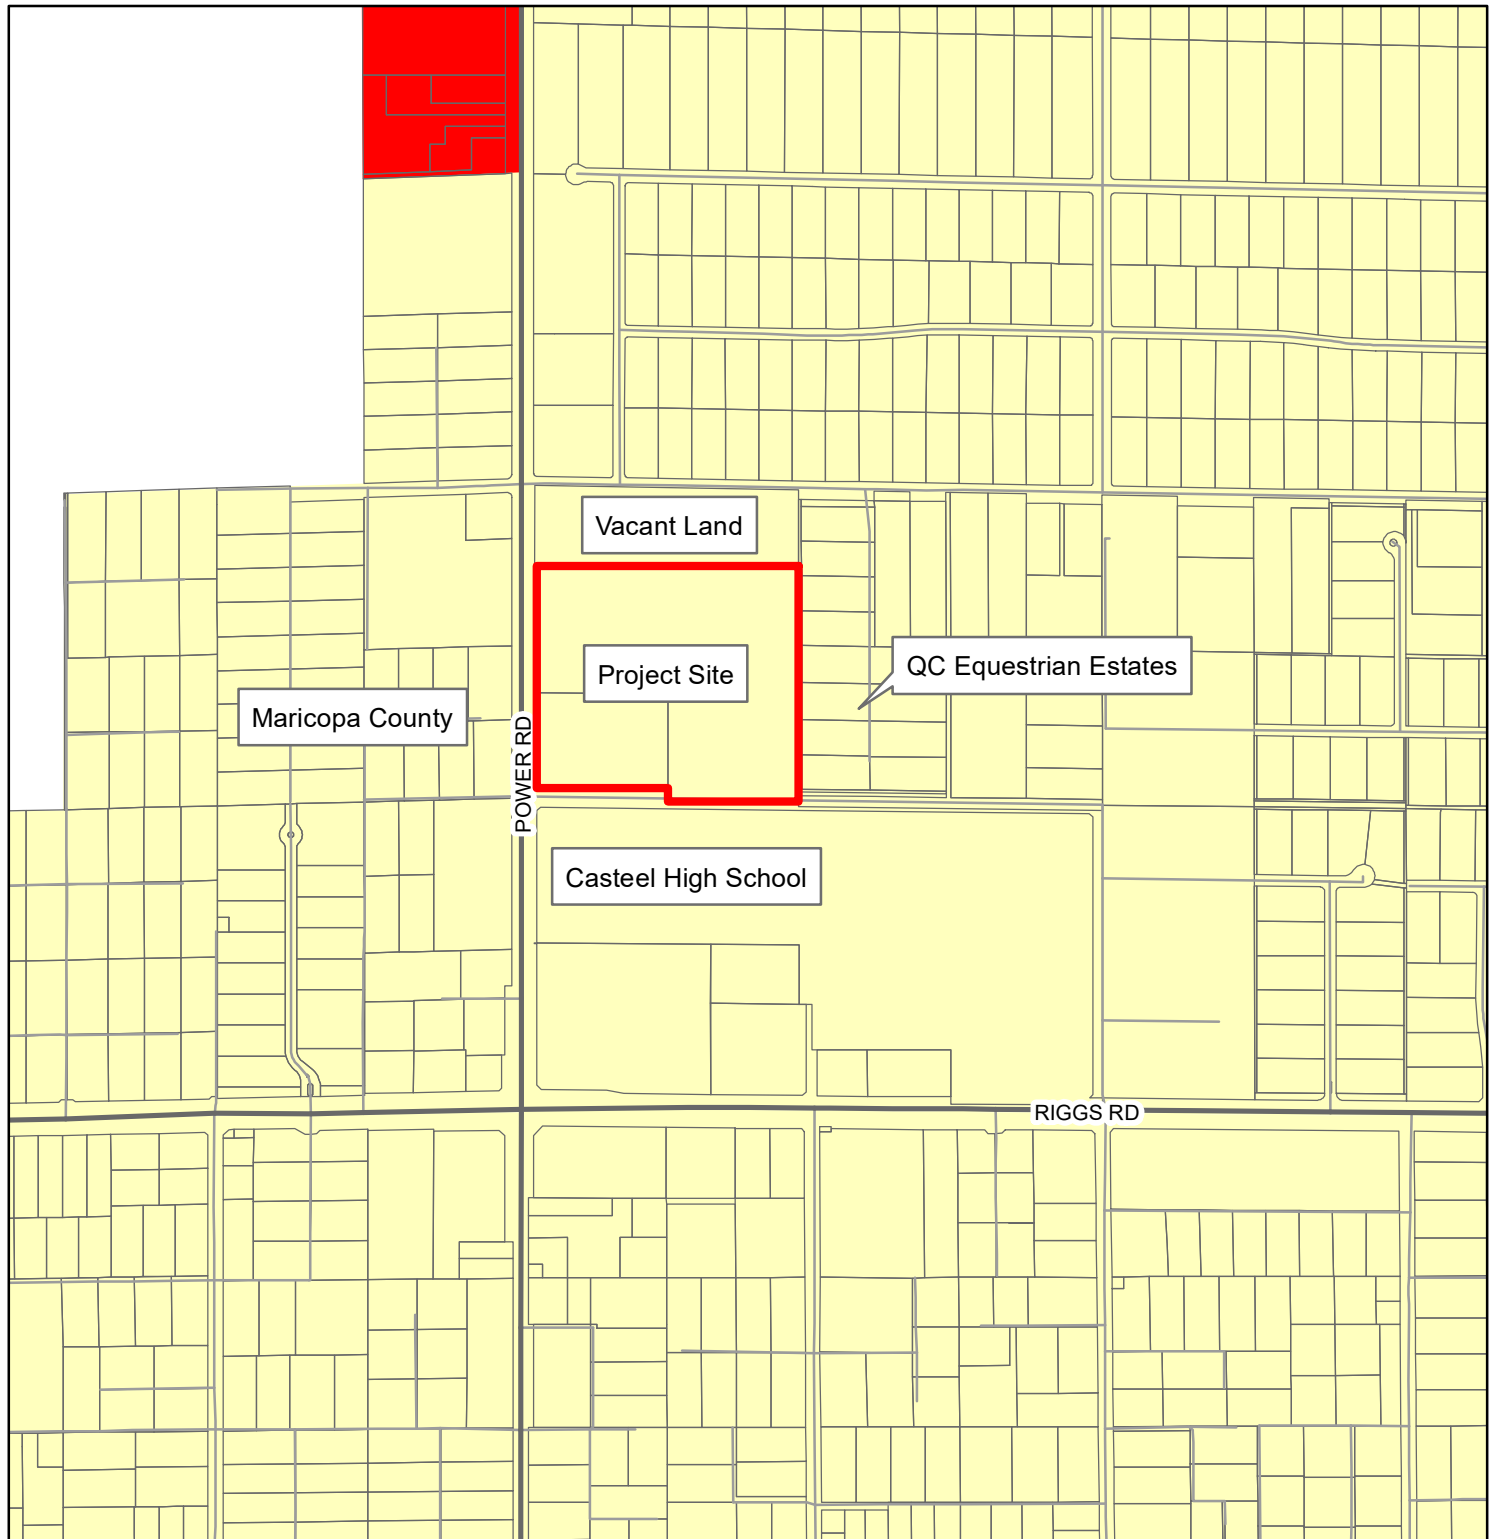 Vacant Land
Project Site
QC Equestrian Estates
Maricopa County
POWER RD
Casteel High School
RIGGS RD